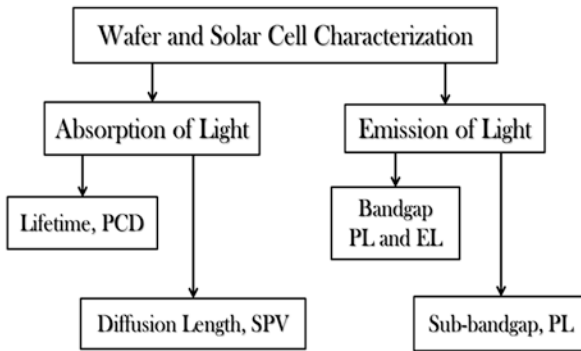 Wafer and Solar Cell Characterization
Absorption of Light
Emission of Light
Lifetime, PCD
Bandgap
PL and EL
Diffusion Length, SPV
Sub-bandgap, PL